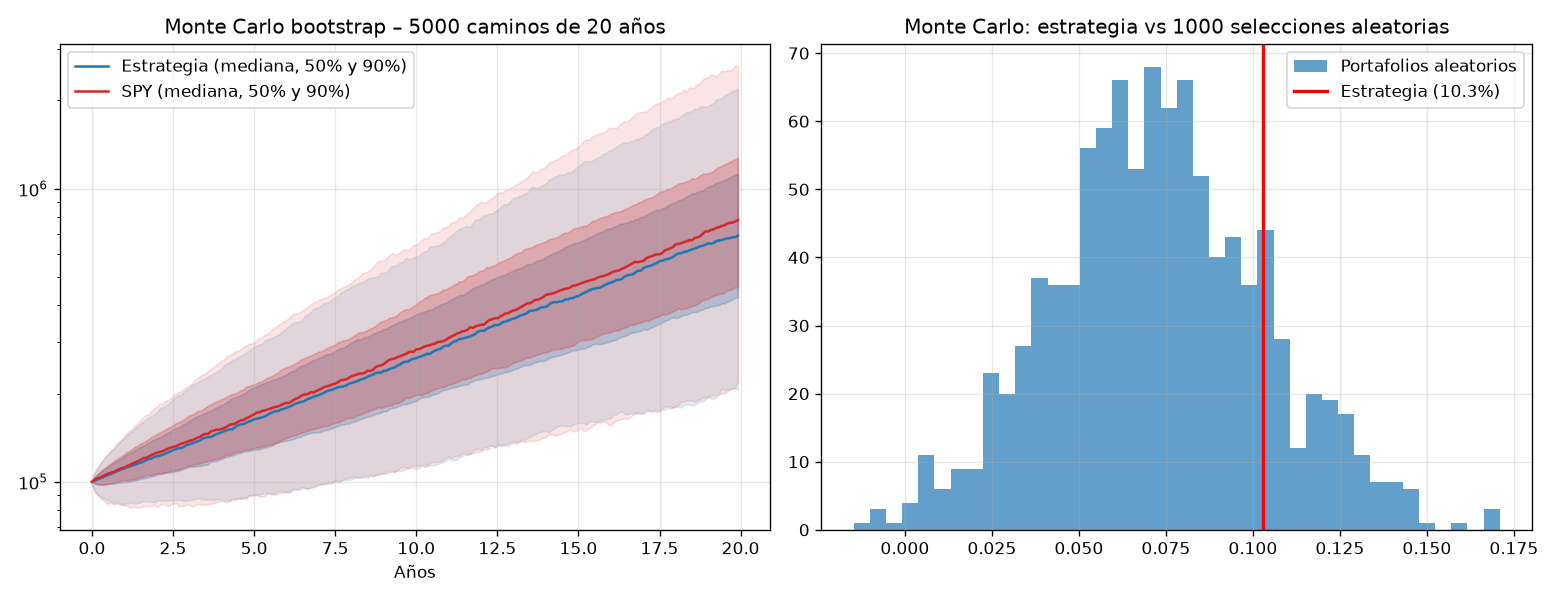 Monte Carlo bootstrap – 5000 caminos de 20 años
Estrategia (mediana, 50% y 90%)
SPY (mediana, 50% y 90%)
10⁶
10⁵
0.0 2.5 5.0 7.5 10.0 12.5 15.0 17.5 20.0
Años
Monte Carlo: estrategia vs 1000 selecciones aleatorias
Portafolios aleatorios
Estrategia (10.3%)
70
60
50
40
30
20
10
0
0.000 0.025 0.050 0.075 0.100 0.125 0.150 0.175